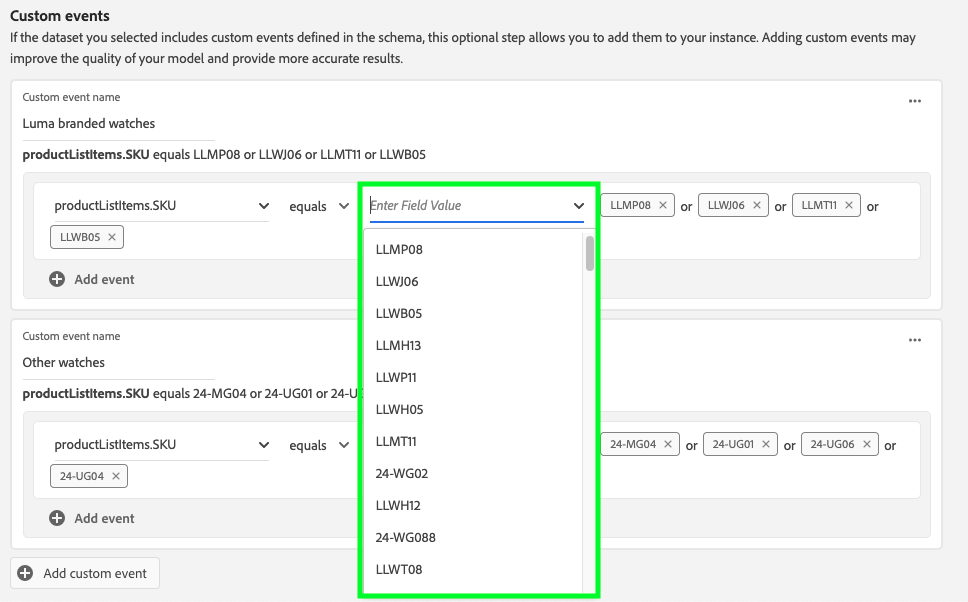 Custom events
If the dataset you selected includes custom events defined in the schema, this optional step allows you to add them to your instance. Adding custom events may
improve the quality of your model and provide more accurate results.
Custom event name
Luma branded watches
productListItems.SKU equals LLMP08 or LLWJ06 or LLMT11 or LLWB05
productListItems.SKU equals Enter Field Value LLMP08 or LLWJ06 or LLMT11 or
LLWB05
LLMP08
Add event
LLWJ06
LLWB05
Custom event name
LLMH13
Other watches
LLWP11
productListItems.SKU equals 24-MG04 or 24-UG01 or
LLWH05
productListItems.SKU equals LLMT11 24-MG04 or 24-UG01 or 24-UG06 or
24-UG04
24-WG02
LLWH12
Add event
24-WG088
Add custom event
LLWT08